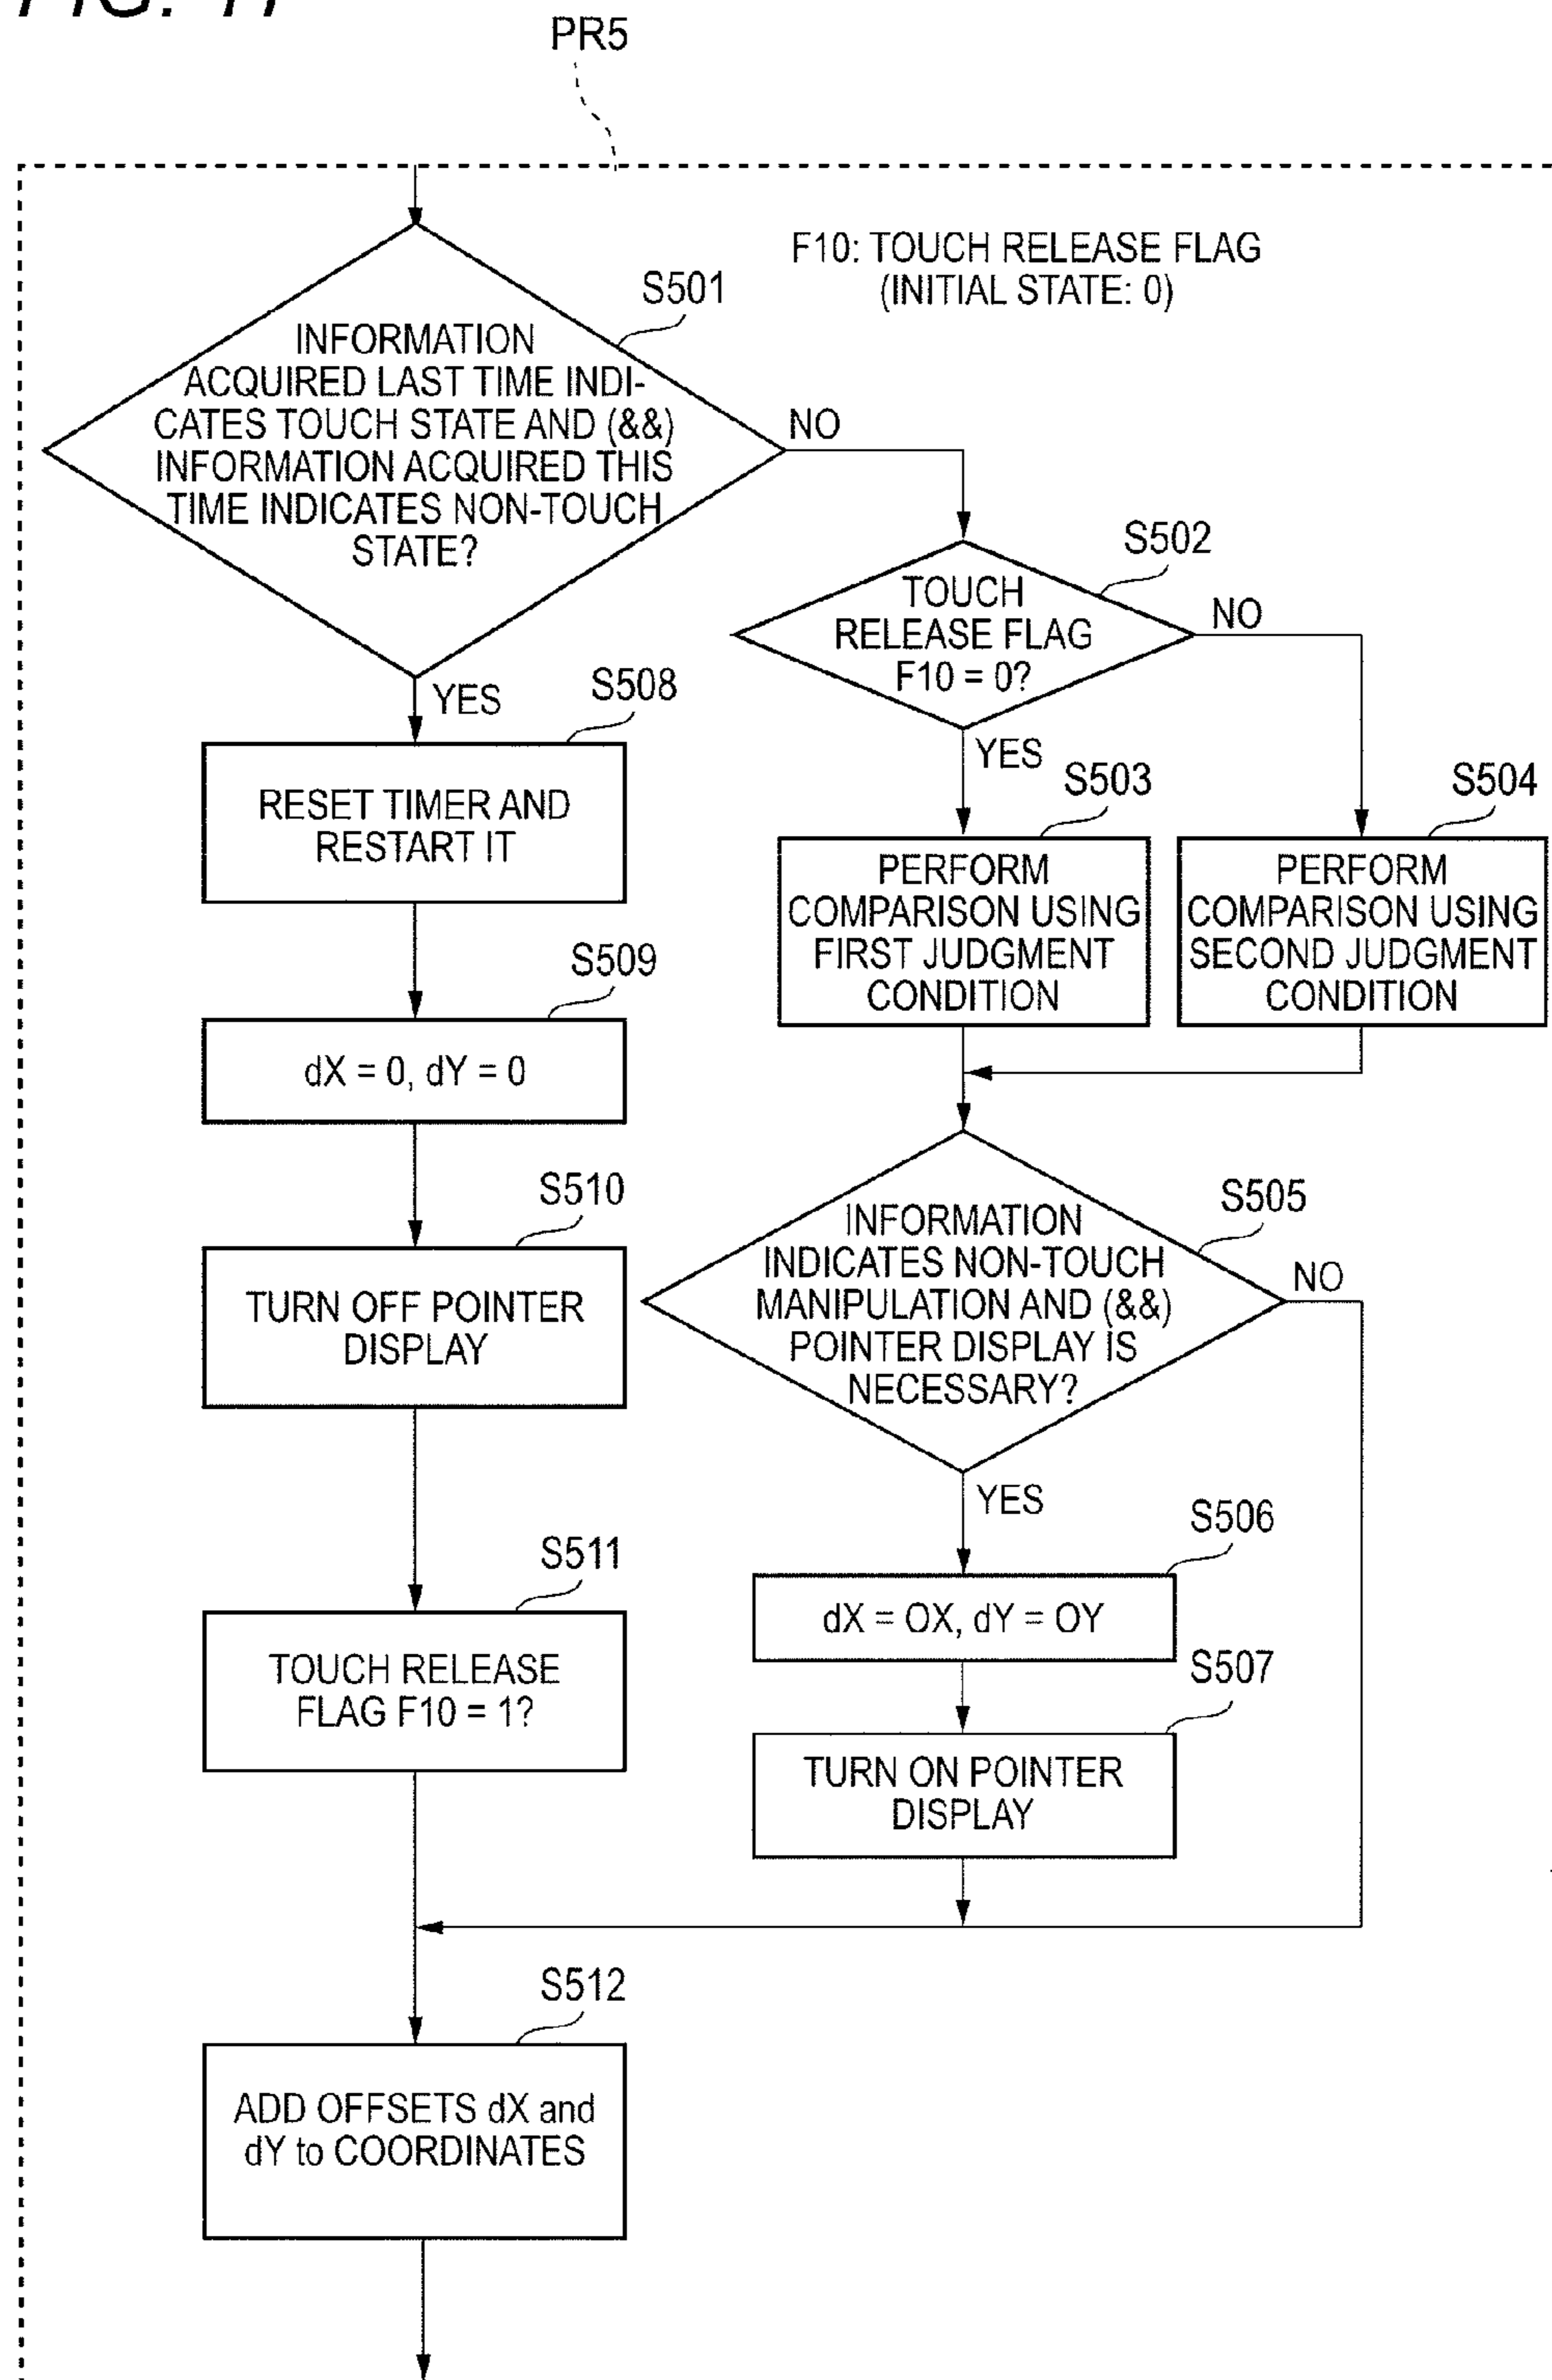 PR5
F10: TOUCH RELEASE FLAG
(INITIAL STATE: 0)
S501
INFORMATION
ACQUIRED LAST TIME INDI-
CATES TOUCH STATE AND (&&)
INFORMATION ACQUIRED THIS
TIME INDICATES NON-TOUCH
STATE?
NO
YES
S502
TOUCH
RELEASE FLAG
F10 = 0?
NO
YES
S508
RESET TIMER AND
RESTART IT
S503
PERFORM
COMPARISON USING
FIRST JUDGMENT
CONDITION
S504
PERFORM
COMPARISON USING
SECOND JUDGMENT
CONDITION
S509
dX = 0, dY = 0
S510
TURN OFF POINTER
DISPLAY
S505
INFORMATION
INDICATES NON-TOUCH
MANIPULATION AND (&&)
POINTER DISPLAY IS
NECESSARY?
NO
YES
S506
dX = OX, dY = OY
S511
TOUCH RELEASE
FLAG F10 = 1?
S507
TURN ON POINTER
DISPLAY
S512
ADD OFFSETS dX and
dY to COORDINATES